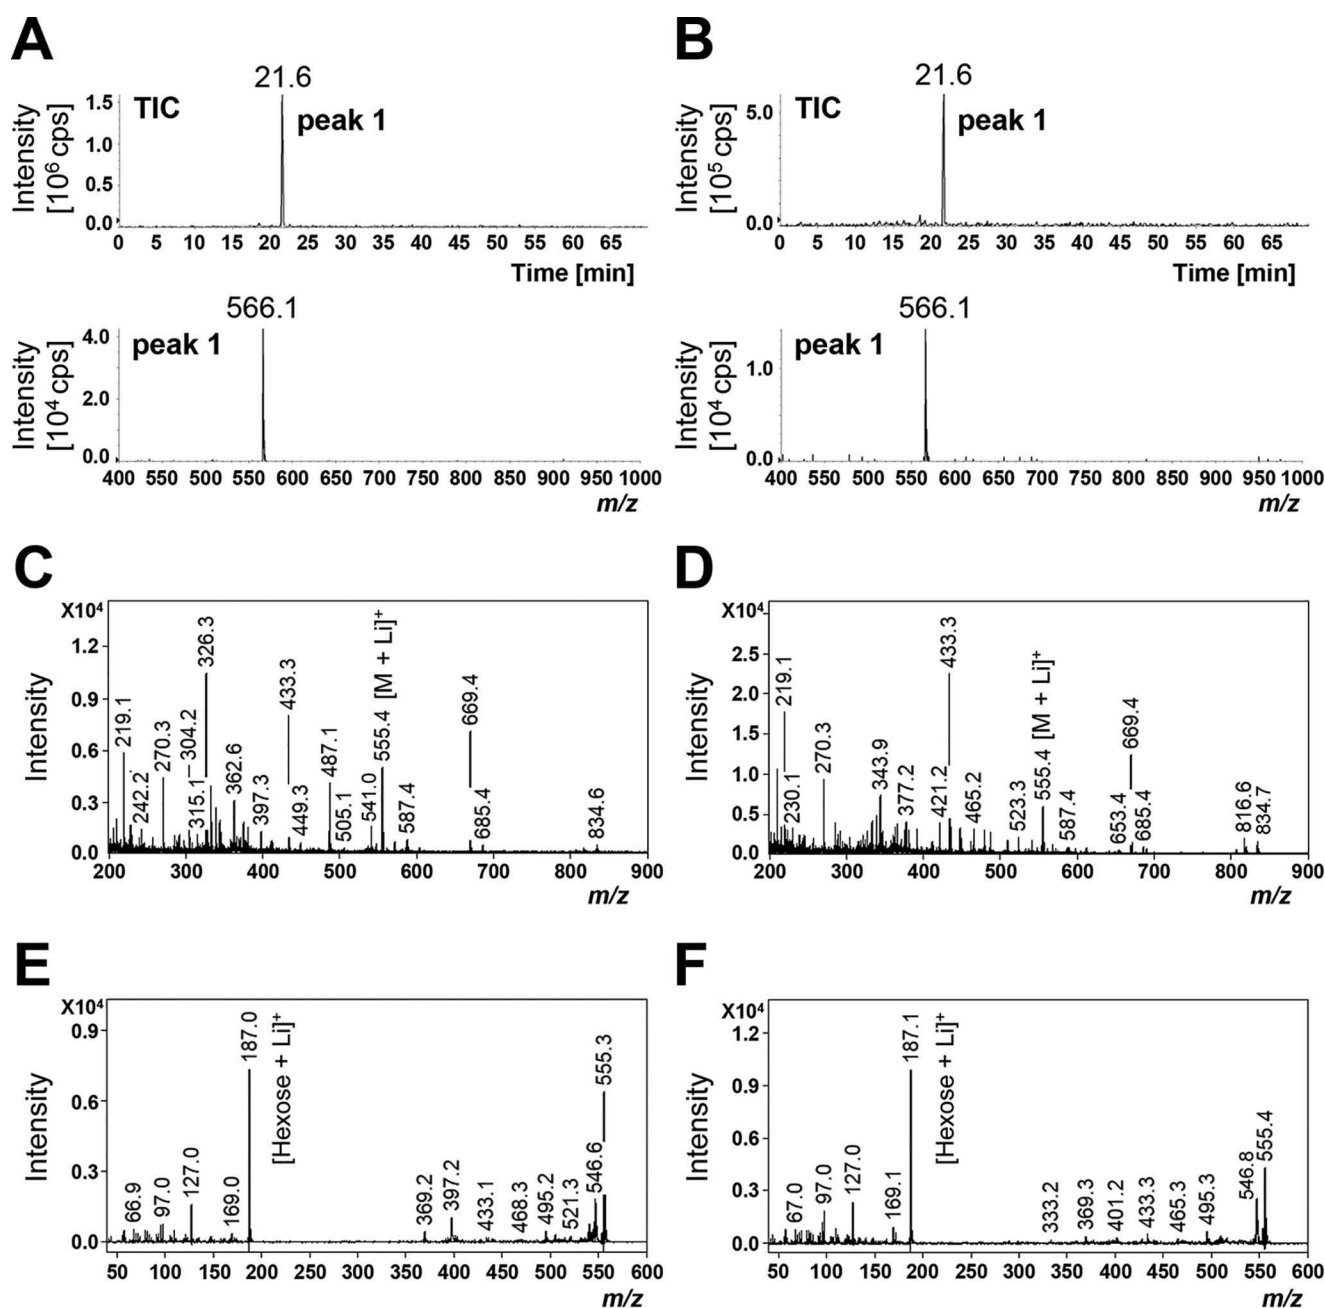 A
21.6
TIC
peak 1
Intensity
[10⁶ cps]
1.5
1.0
0.5
0.0
0 5 10 15 20 25 30 35 40 45 50 55 60 65
Time [min]
566.1
peak 1
Intensity
[10⁴ cps]
4.0
2.0
0.0
400 450 500 550 600 650 700 750 800 850 900 950 1000
m/z
B
21.6
TIC
peak 1
Intensity
[10⁵ cps]
5.0
0.0
0 5 10 15 20 25 30 35 40 45 50 55 60 65
Time [min]
566.1
peak 1
Intensity
[10⁴ cps]
1.0
0.0
400 550 500 550 600 650 700 750 800 850 900 950 1000
m/z
C
X10⁴
Intensity
1.2
0.9
0.6
0.3
0.0
219.1
242.2
270.3
304.2
315.1
326.3
362.6
397.3
433.3
449.3
487.1
505.1
541.0
555.4 [M + Li]⁺
587.4
669.4
685.4
834.6
200 300 400 500 600 700 800 900
m/z
D
X10⁴
Intensity
2.5
2.0
1.5
1.0
0.5
0.0
219.1
230.1
270.3
343.9
377.2
421.2
433.3
465.2
523.3
555.4 [M + Li]⁺
587.4
653.4
669.4
685.4
816.6
834.7
200 300 400 500 600 700 800 900
m/z
E
X10⁴
Intensity
0.9
0.6
0.3
0.0
66.9
97.0
127.0
169.0
187.0
[Hexose + Li]⁺
369.2
397.2
433.1
468.3
495.2
521.3
546.6
555.3
50 100 150 200 250 300 350 400 450 500 550 600
m/z
F
X10⁴
Intensity
1.2
0.9
0.6
0.3
0.0
67.0
97.0
127.0
169.1
187.1
[Hexose + Li]⁺
333.2
369.3
401.2
433.3
465.3
495.3
546.8
555.4
50 100 150 200 250 300 350 400 450 500 550 600
m/z